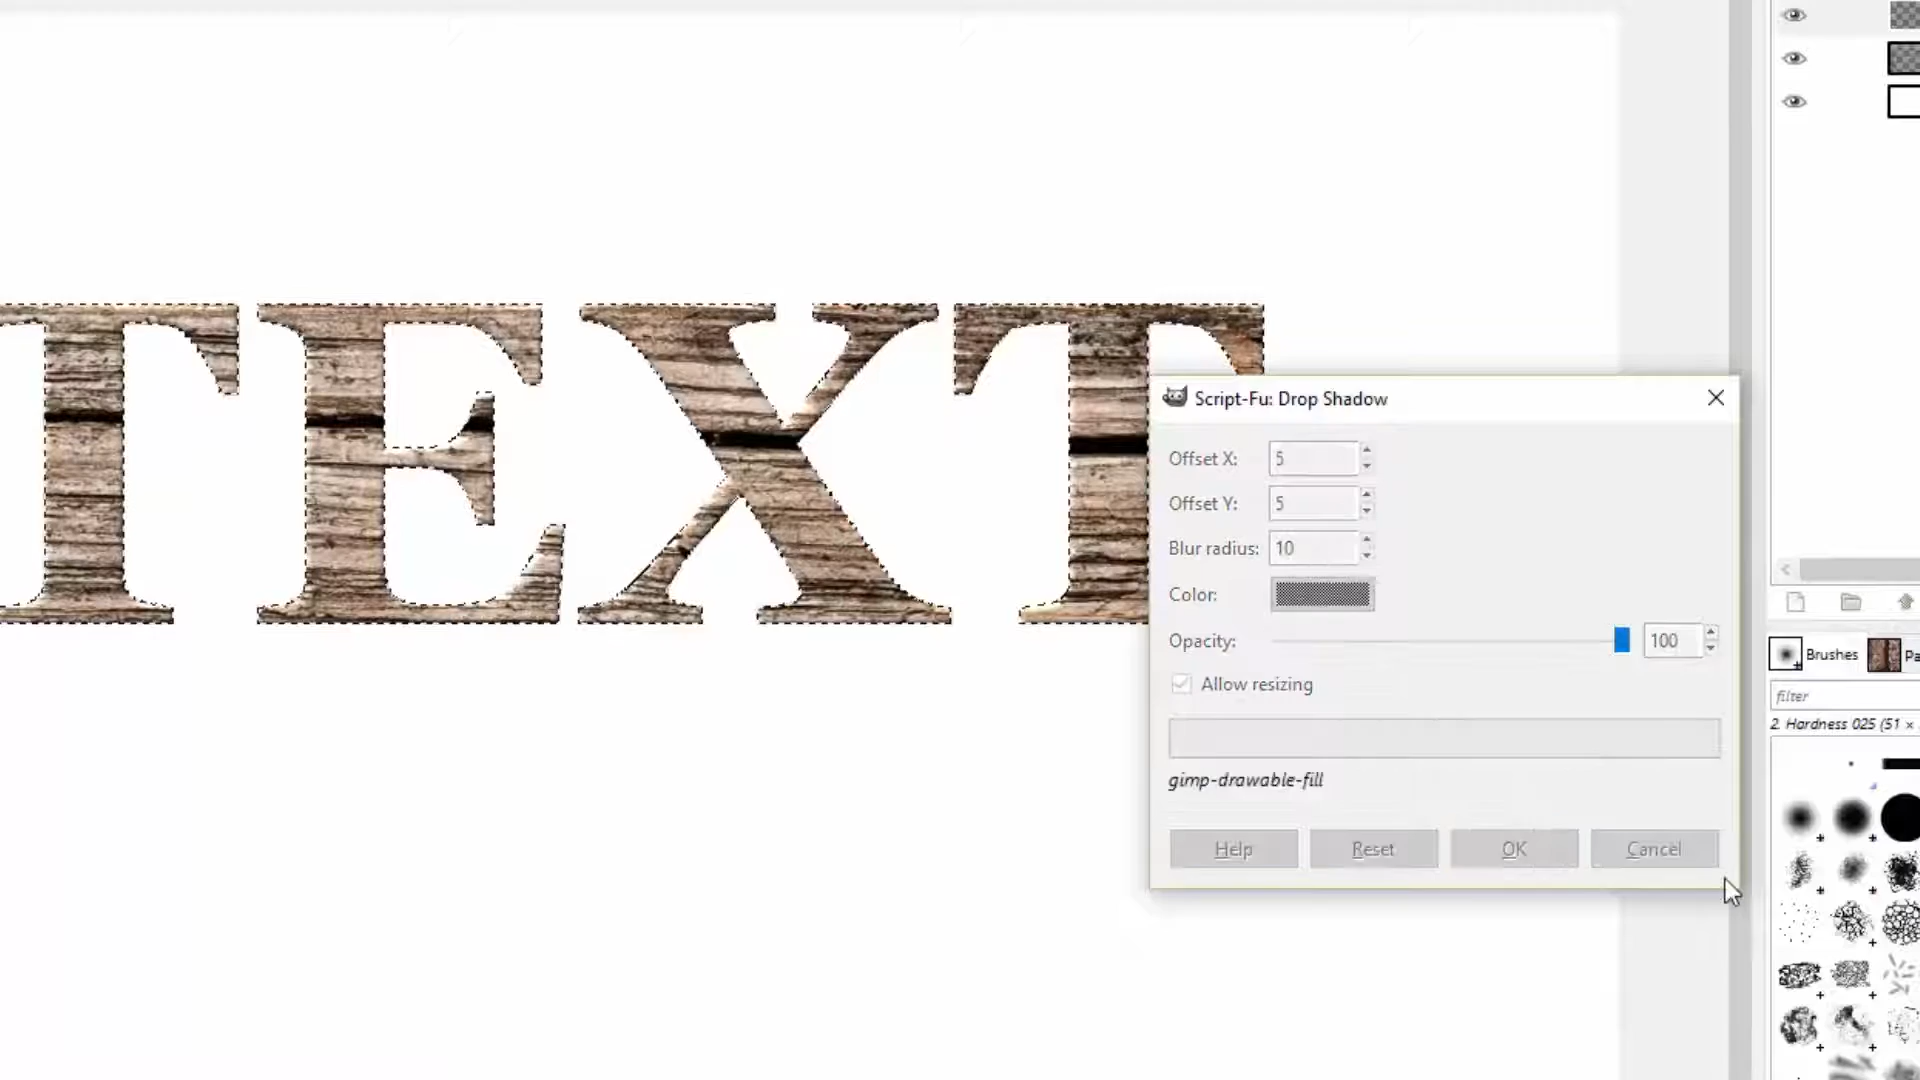 TEXT
Script-Fu: Drop Shadow
Offset X: 5
Offset Y: 5
Blur radius: 10
Color:
Opacity: 100
Allow resizing
gimp-drawable-fill
Help Reset OK Cancel
Brushes Pa
filter
2. Hardness 025 (51 ×